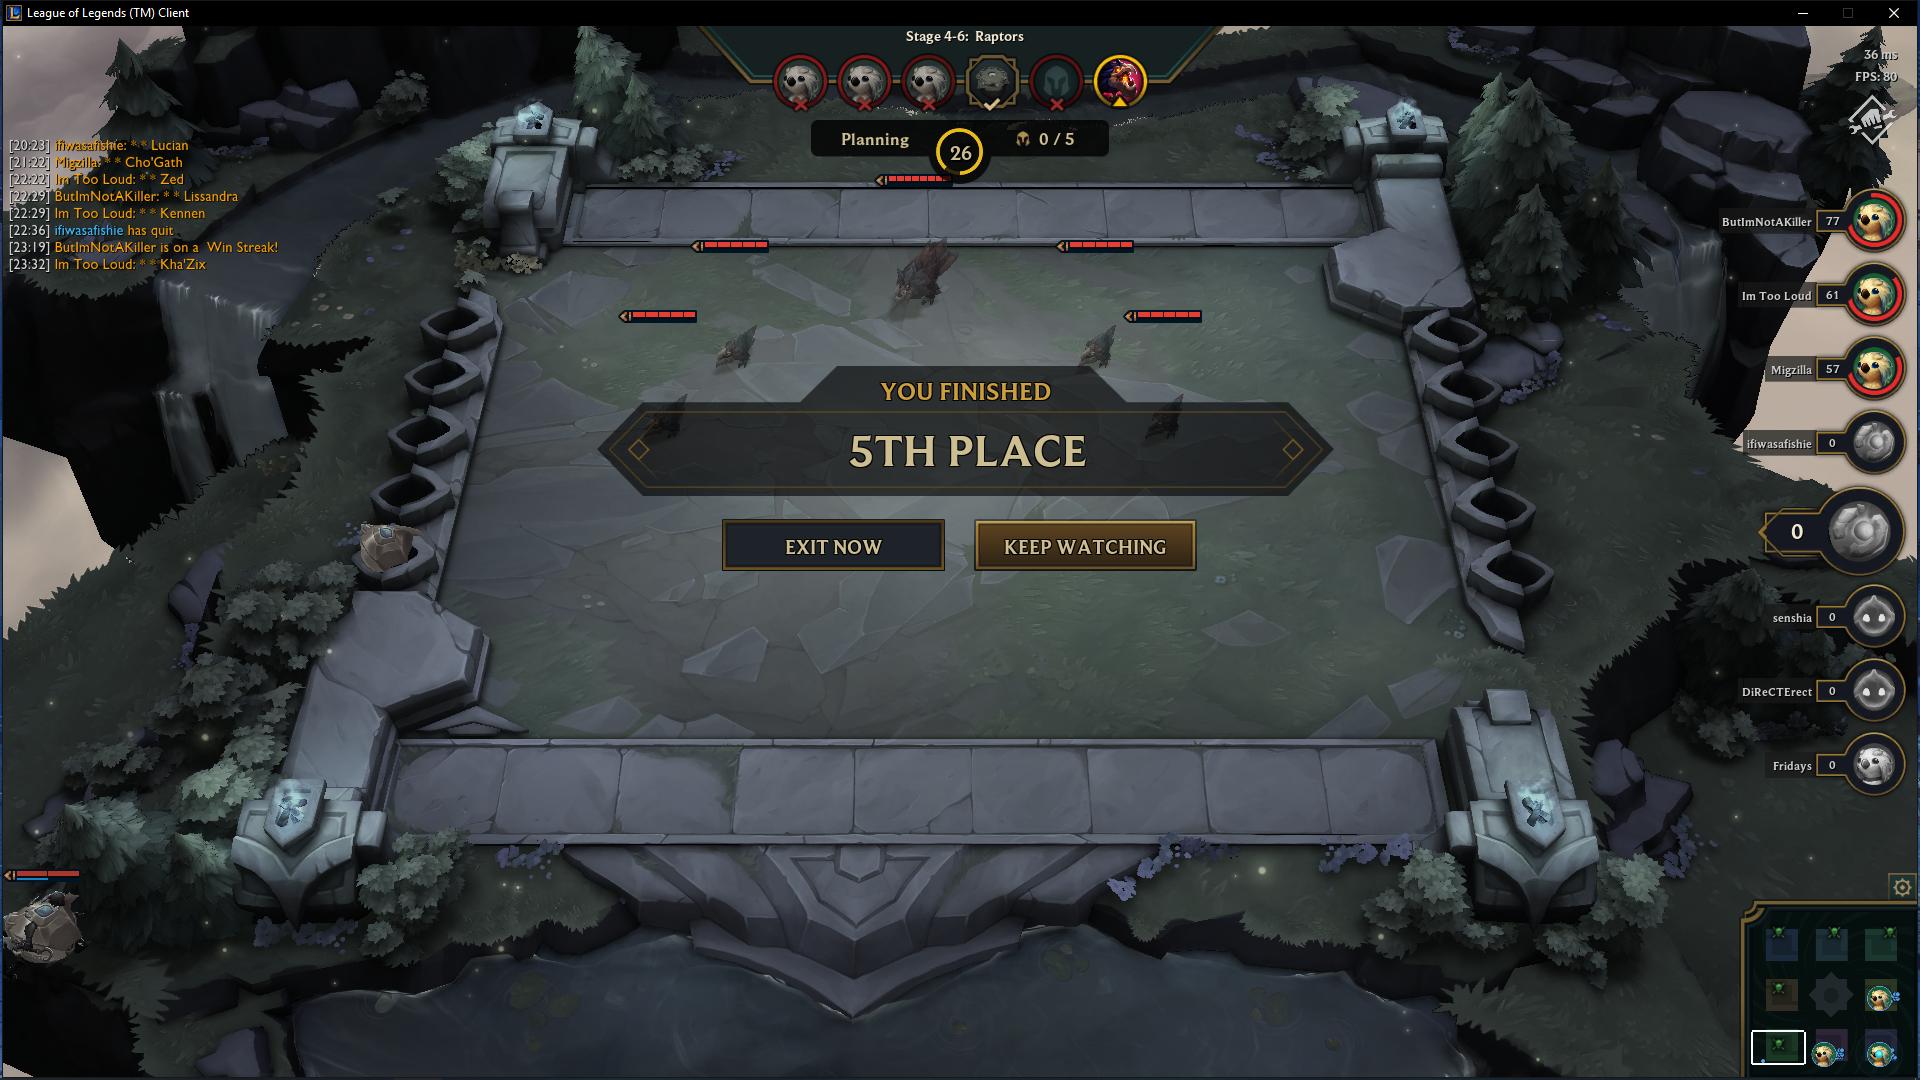 League of Legends (TM) Client
Stage 4-6: Raptors
36 ms
FPS: 80
Planning
26
0 / 5
[20:23] ifiwasafishie: * * Lucian
[21:22] Migzilla: * * Cho'Gath
[22:22] Im Too Loud: * * Zed
[22:29] ButImNotAKiller: * * Lissandra
[22:29] Im Too Loud: * * Kennen
[22:36] ifiwasafishie has quit
[23:19] ButImNotAKiller is on a Win Streak!
[23:32] Im Too Loud: * * Kha'Zix
ButImNotAKiller 77
Im Too Loud 61
Migzilla 57
ifiwasafishie 0
0
senshia 0
DiReCTErect 0
Fridays 0
YOU FINISHED
5TH PLACE
EXIT NOW
KEEP WATCHING